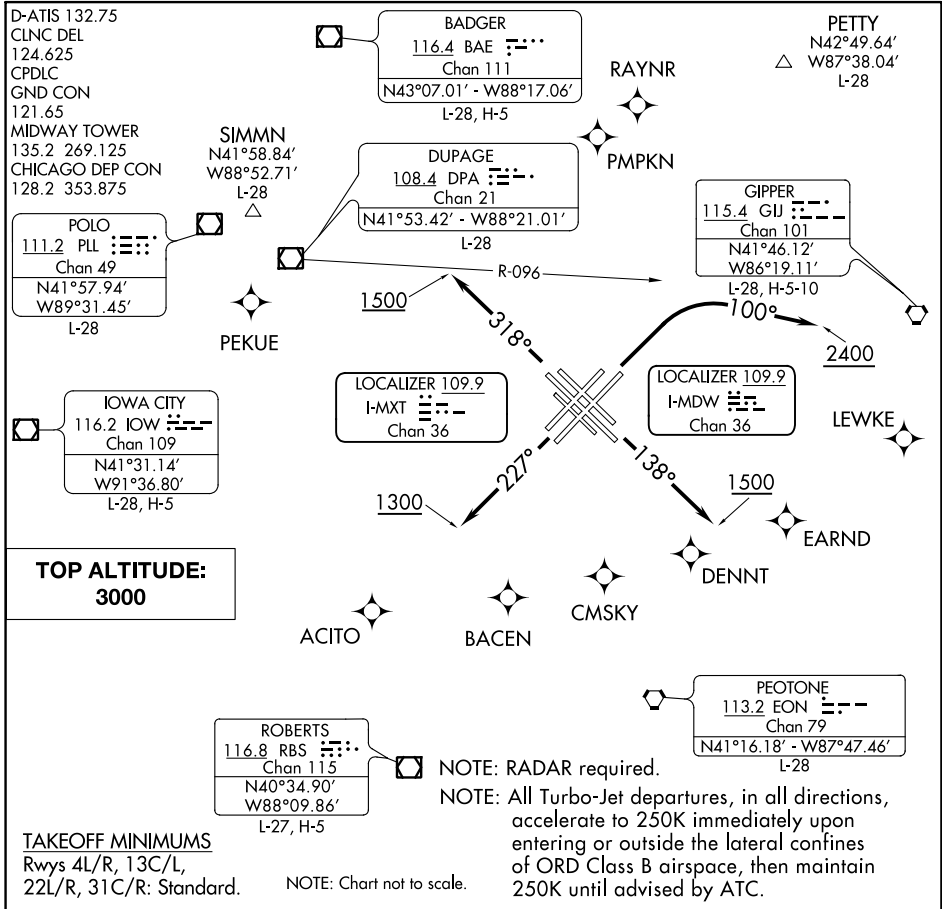 D-ATIS 132.75
CLNC DEL
124.625
CPDLC
GND CON
121.65
MIDWAY TOWER
135.2 269.125
CHICAGO DEP CON
128.2 353.875
BADGER
116.4 BAE
Chan 111
N43°07.01′ - W88°17.06′
L-28, H-5
PETTY
N42°49.64′
W87°38.04′
L-28
RAYNR
PMPKN
SIMMN
N41°58.84′
W88°52.71′
L-28
DUPAGE
108.4 DPA
Chan 21
N41°53.42′ - W88°21.01′
L-28
POLO
111.2 PLL
Chan 49
N41°57.94′
W89°31.45′
L-28
GIPPER
115.4 GIJ
Chan 101
N41°46.12′
W86°19.11′
L-28, H-5-10
R-096
1500
318°
100°
2400
PEKUE
LOCALIZER 109.9
I-MXT
Chan 36
LOCALIZER 109.9
I-MDW
Chan 36
IOWA CITY
116.2 IOW
Chan 109
N41°31.14′
W91°36.80′
L-28, H-5
LEWKE
227°
138°
1300
1500
EARND
DENNT
CMSKY
BACEN
ACITO
TOP ALTITUDE:
3000
PEOTONE
113.2 EON
Chan 79
N41°16.18′ - W87°47.46′
L-28
ROBERTS
116.8 RBS
Chan 115
N40°34.90′
W88°09.86′
L-27, H-5
NOTE: RADAR required.
NOTE: All Turbo-Jet departures, in all directions,
accelerate to 250K immediately upon
entering or outside the lateral confines
of ORD Class B airspace, then maintain
250K until advised by ATC.
TAKEOFF MINIMUMS
Rwys 4L/R, 13C/L,
22L/R, 31C/R: Standard.
NOTE: Chart not to scale.